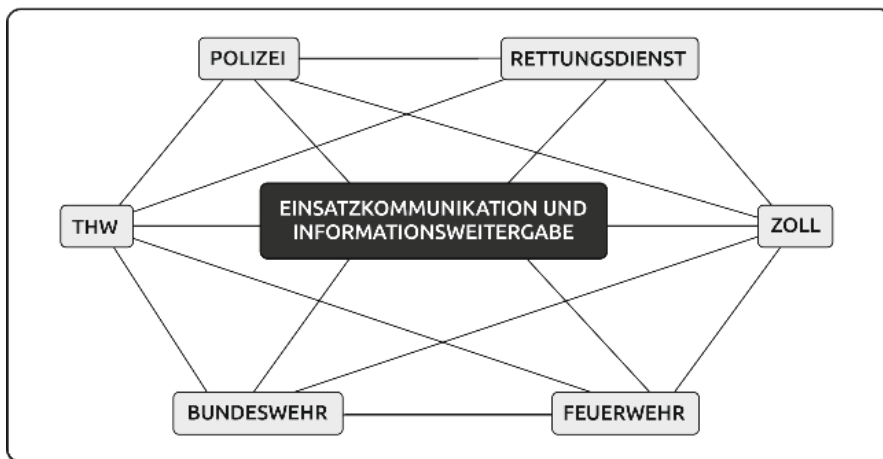 POLIZEI
RETTUNGSDIENST
THW
EINSATZKOMMUNIKATION UND
INFORMATIONSWEITERGABE
ZOLL
BUNDESWEHR
FEUERWEHR